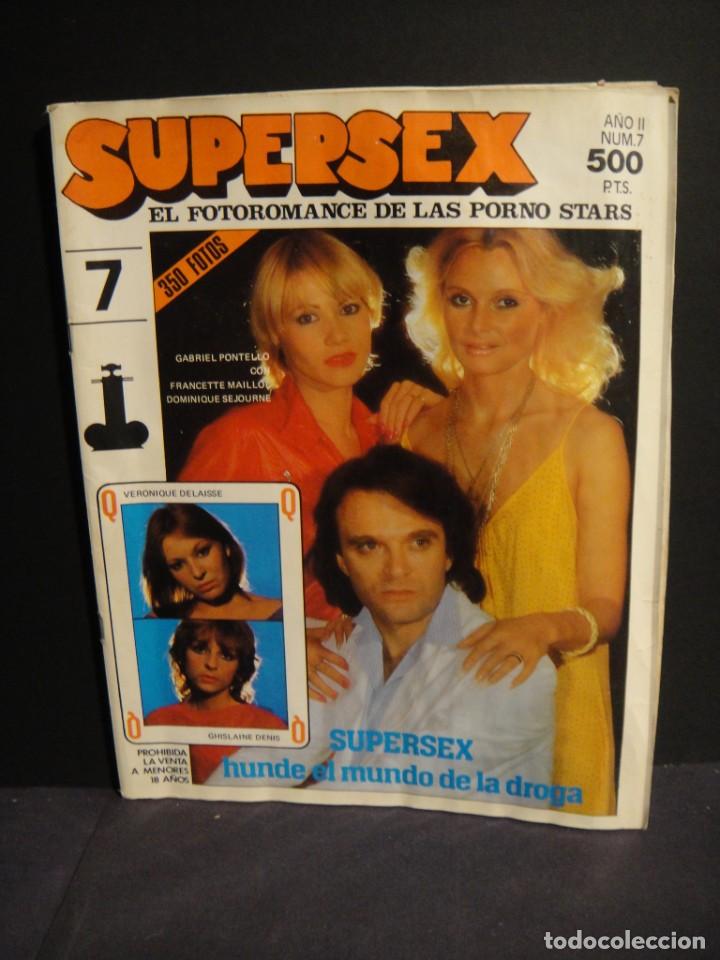 SUPERSEX
AÑO II
NUM.7
500
P.T.S.
EL FOTOROMANCE DE LAS PORNO STARS
7
350 FOTOS
GABRIEL PONTELLO
CON
FRANCETTE MAILLOL
DOMINIQUE SEJOURNE
Q
VERONIQUE DELAISSE
Q
Q
GHISLAINE DENIS
Q
PROHIBIDA
LA VENTA
A MENORES
18 AÑOS
SUPERSEX
hunde el mundo de la droga
todocoleccion